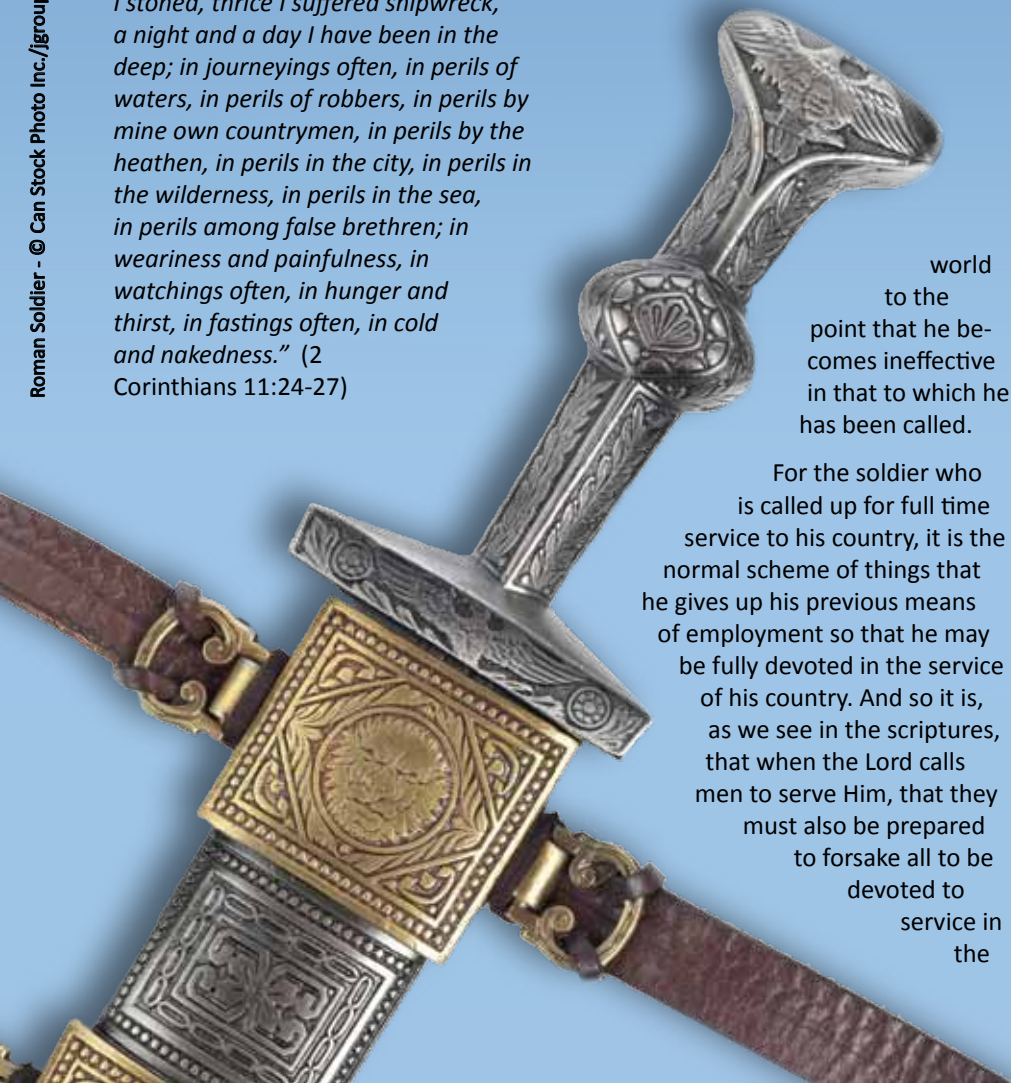 I stoned, thrice I suffered shipwreck,
a night and a day I have been in the
deep; in journeyings often, in perils of
waters, in perils of robbers, in perils by
mine own countrymen, in perils by the
heathen, in perils in the city, in perils in
the wilderness, in perils in the sea,
in perils among false brethren; in
weariness and painfulness, in
watchings often, in hunger and
thirst, in fastings often, in cold
and nakedness." (2
Corinthians 11:24-27)
world
to the
point that he be-
comes ineffective
in that to which he
has been called.
For the soldier who
is called up for full time
service to his country, it is the
normal scheme of things that
he gives up his previous means
of employment so that he may
be fully devoted in the service
of his country. And so it is,
as we see in the scriptures,
that when the Lord calls
men to serve Him, that they
must also be prepared
to forsake all to be
devoted to
service in
the
Roman Soldier - © Can Stock Photo Inc./jgroup